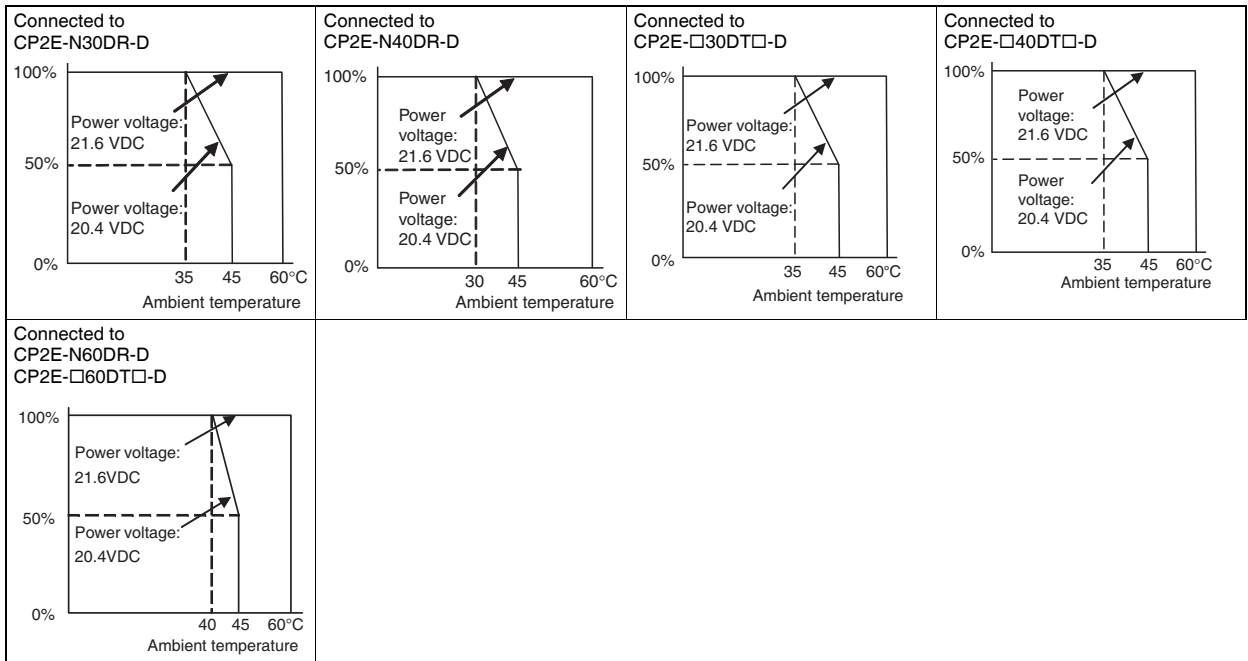 Connected to
CP2E-N30DR-D
100%
Power voltage:
21.6 VDC
50%
Power voltage:
20.4 VDC
0%
35 45 60°C
Ambient temperature
Connected to
CP2E-N40DR-D
100%
Power
voltage:
21.6 VDC
50%
Power
voltage:
20.4 VDC
0%
30 45 60°C
Ambient temperature
Connected to
CP2E-□30DT□-D
100%
Power voltage:
21.6 VDC
50%
Power voltage:
20.4 VDC
0%
35 45 60°C
Ambient temperature
Connected to
CP2E-□40DT□-D
100%
Power
voltage:
21.6 VDC
50%
Power
voltage:
20.4 VDC
0%
35 45 60°C
Ambient temperature
Connected to
CP2E-N60DR-D
CP2E-□60DT□-D
100%
Power voltage:
21.6VDC
50%
Power voltage:
20.4VDC
0%
40 45 60°C
Ambient temperature